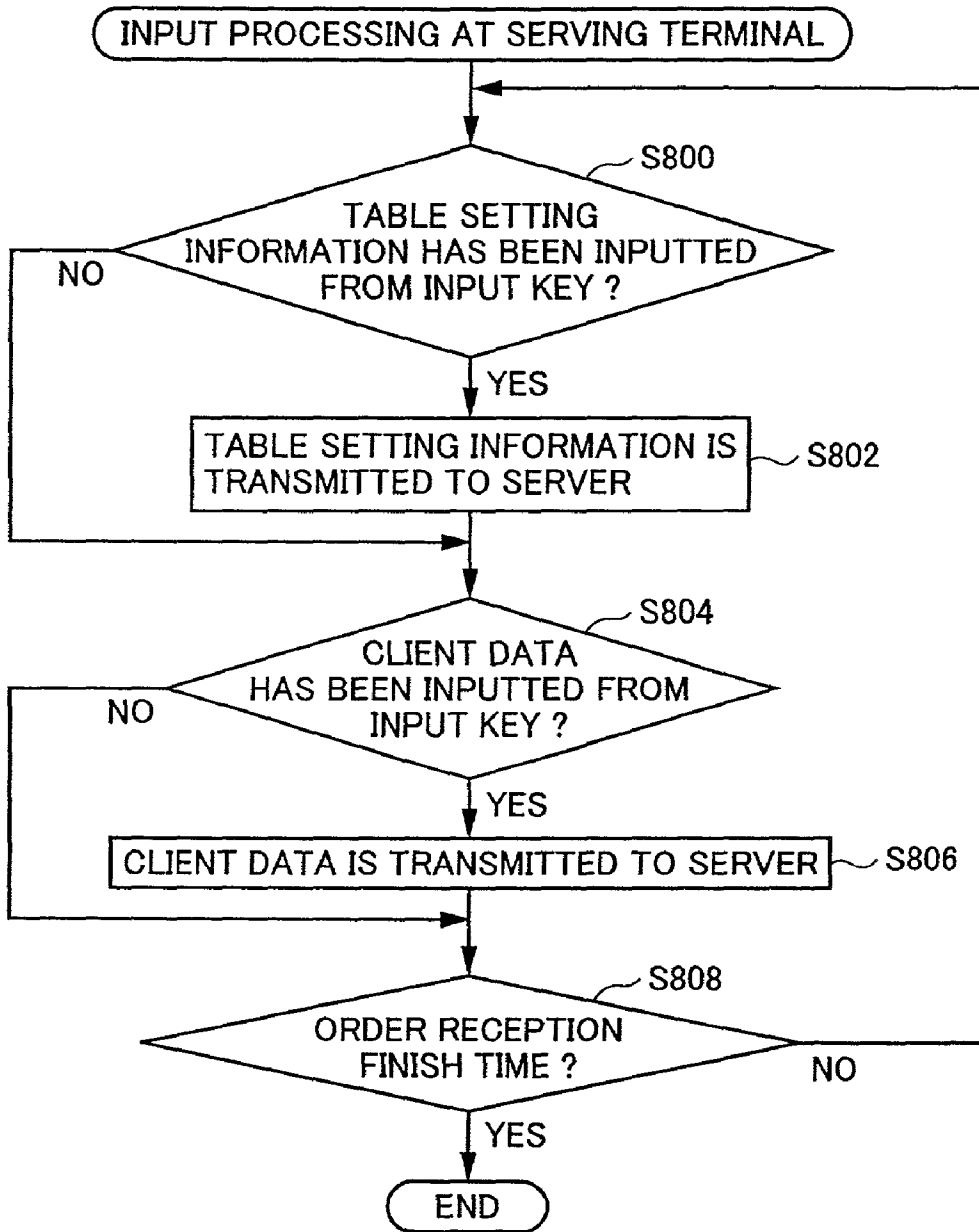 INPUT PROCESSING AT SERVING TERMINAL
S800
TABLE SETTING
INFORMATION HAS BEEN INPUTTED
FROM INPUT KEY ?
NO
YES
TABLE SETTING INFORMATION IS
TRANSMITTED TO SERVER
S802
S804
CLIENT DATA
HAS BEEN INPUTTED FROM
INPUT KEY ?
NO
YES
CLIENT DATA IS TRANSMITTED TO SERVER
S806
S808
ORDER RECEPTION
FINISH TIME ?
NO
YES
END